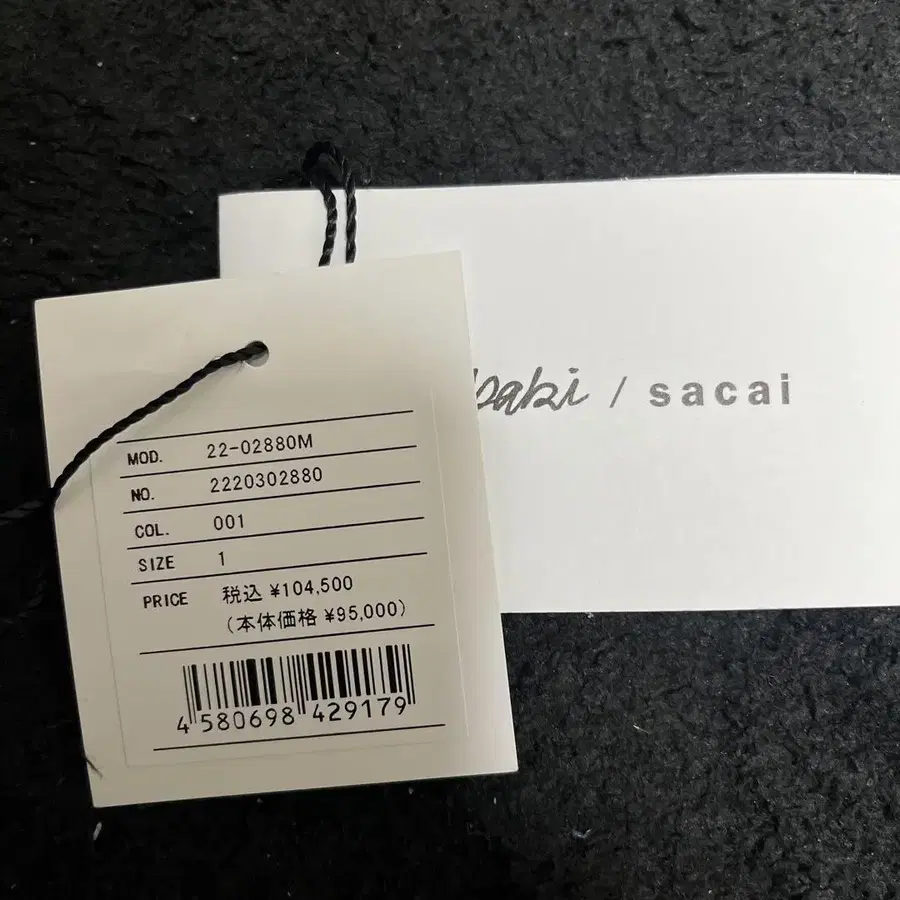 / sacai
MOD. 22-02880M
NO. 2220302880
COL. 001
SIZE 1
PRICE 税込 ¥104,500
(本体価格 ¥95,000)
4 580698 429179